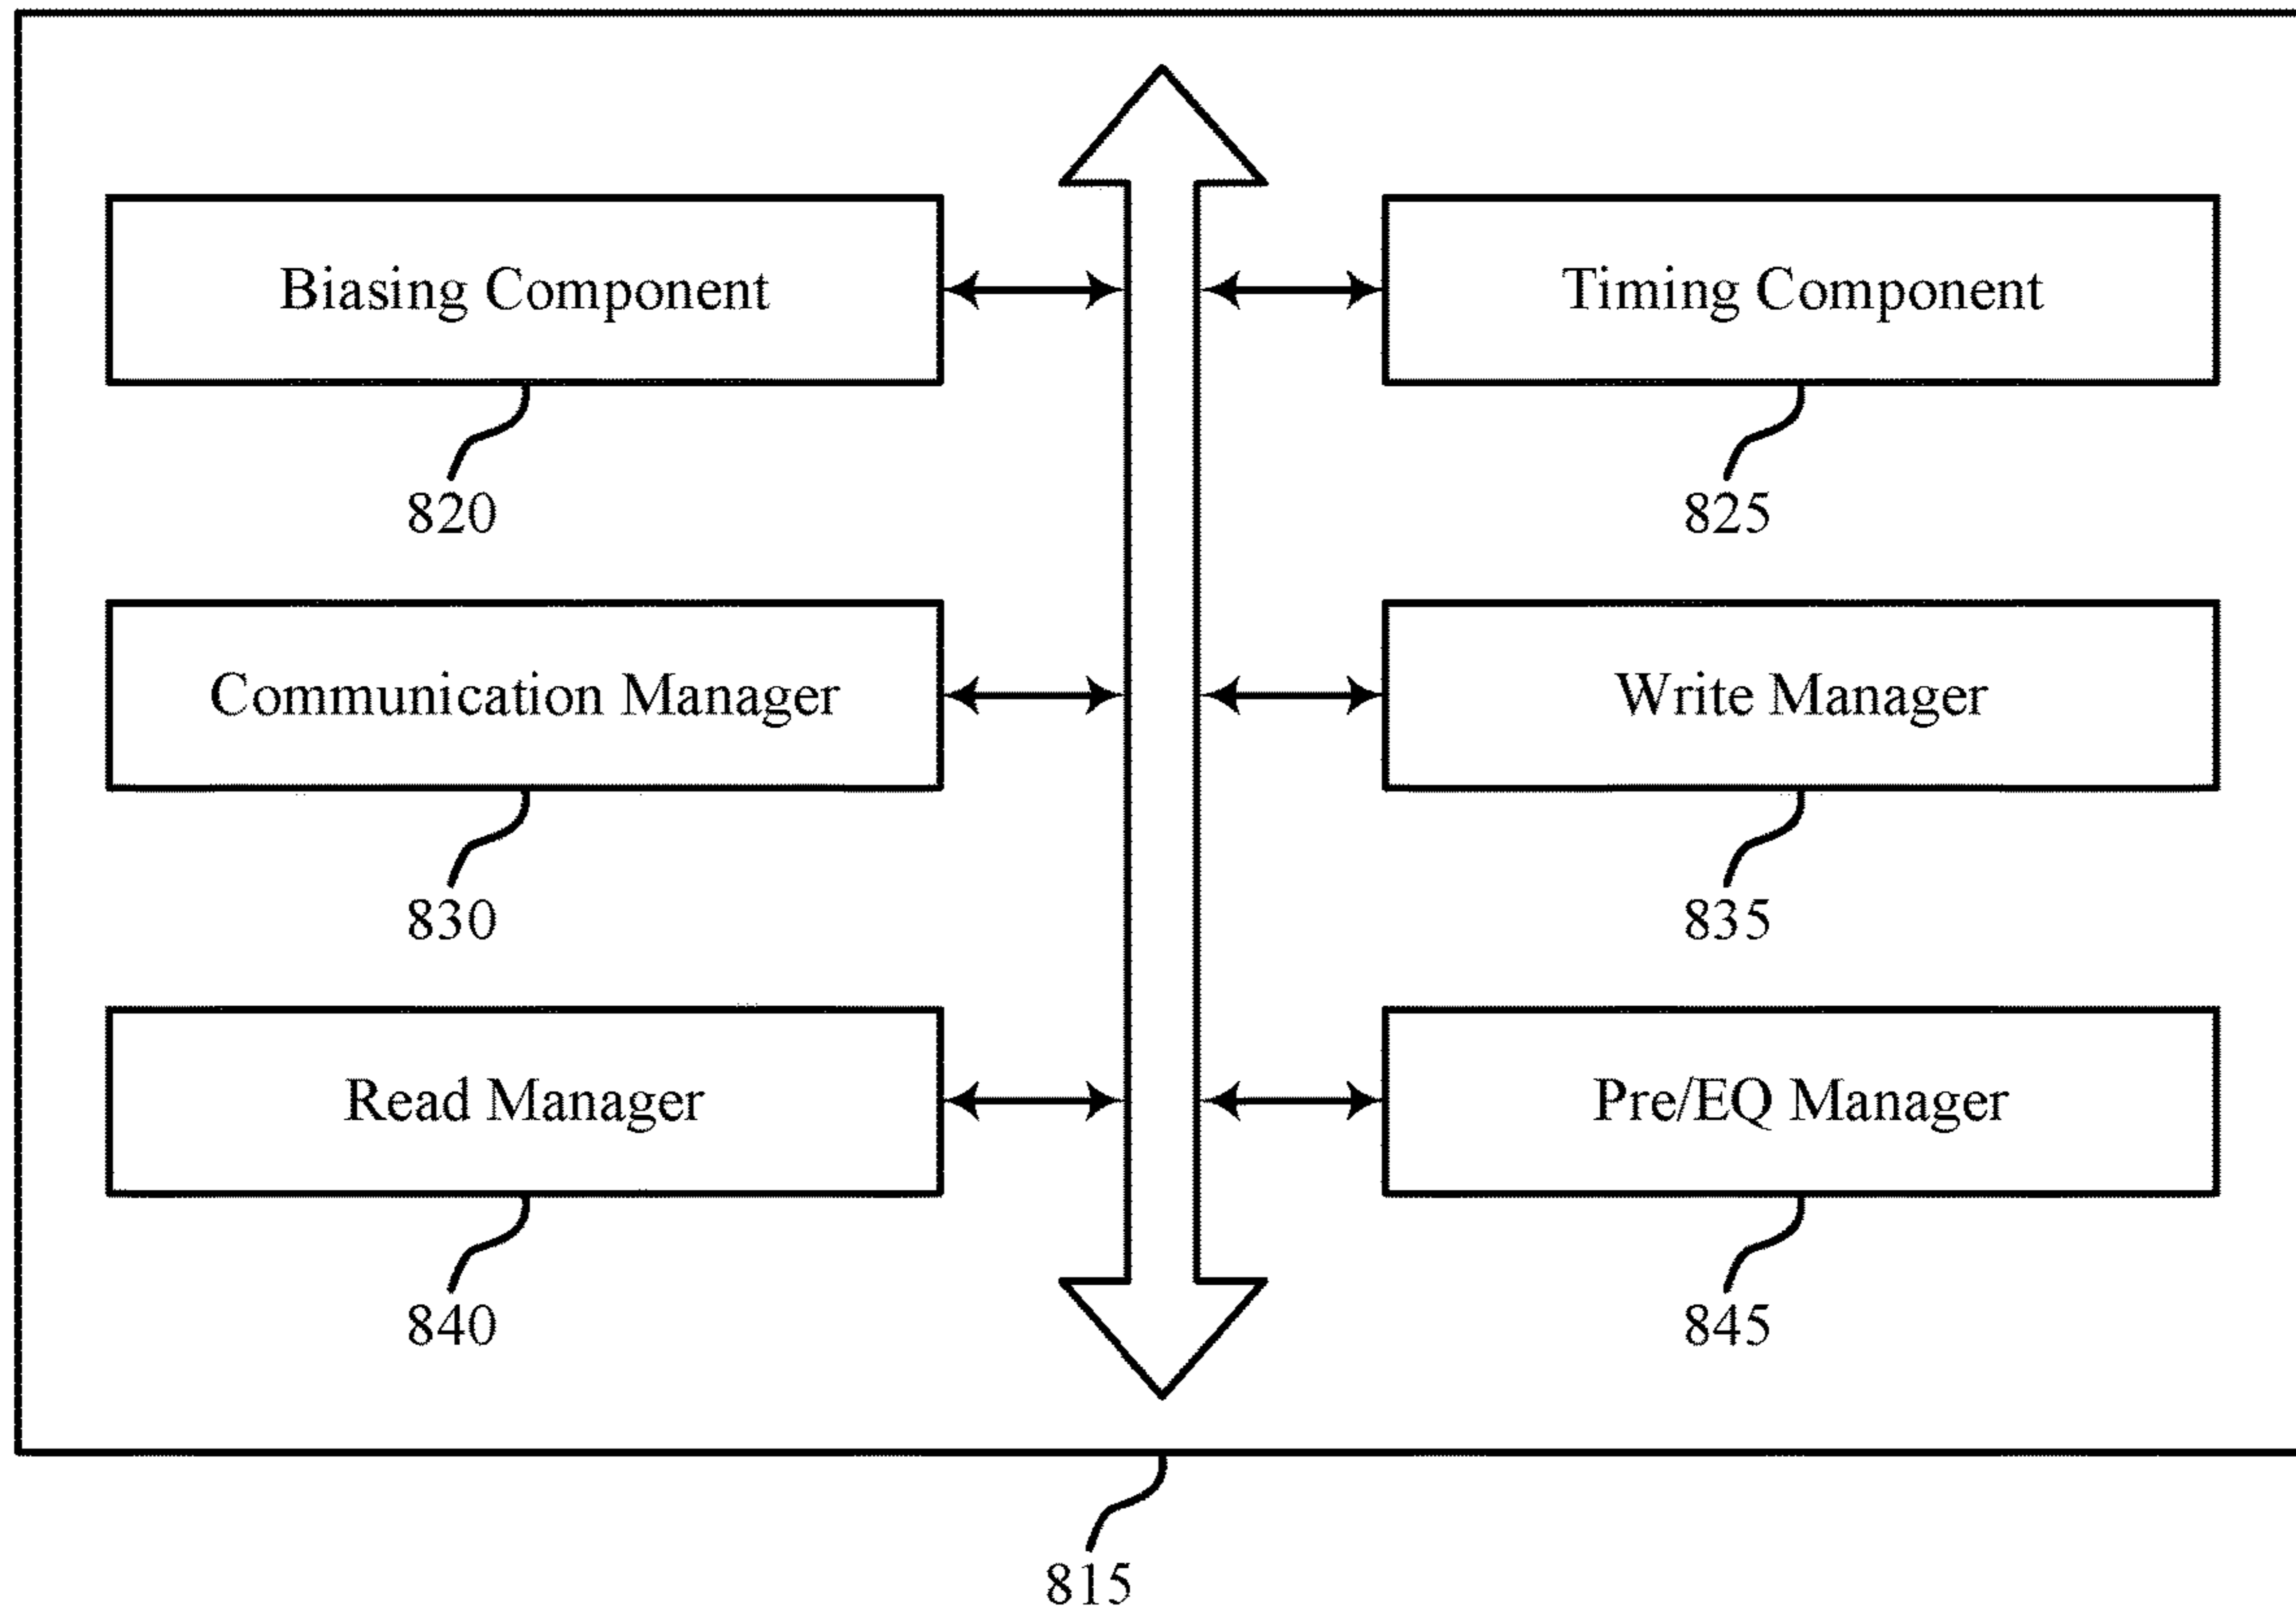 Biasing Component
Timing Component
820
825
Communication Manager
Write Manager
830
835
Read Manager
Pre/EQ Manager
840
845
815